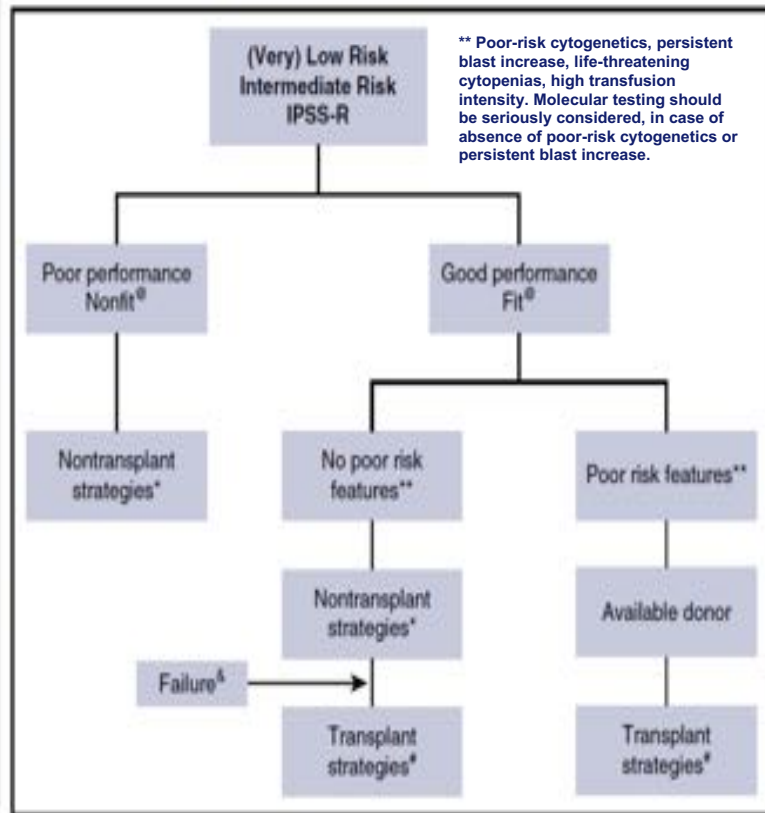 (Very) Low Risk
Intermediate Risk
IPSS-R
** Poor-risk cytogenetics, persistent
blast increase, life-threatening
cytopenias, high transfusion
intensity. Molecular testing should
be seriously considered, in case of
absence of poor-risk cytogenetics or
persistent blast increase.
Poor performance
Nonfit@
Good performance
Fit@
Nontransplant
strategies*
No poor risk
features**
Poor risk features**
Nontransplant
strategies*
Available donor
Failure&
Transplant
strategies#
Transplant
strategies#